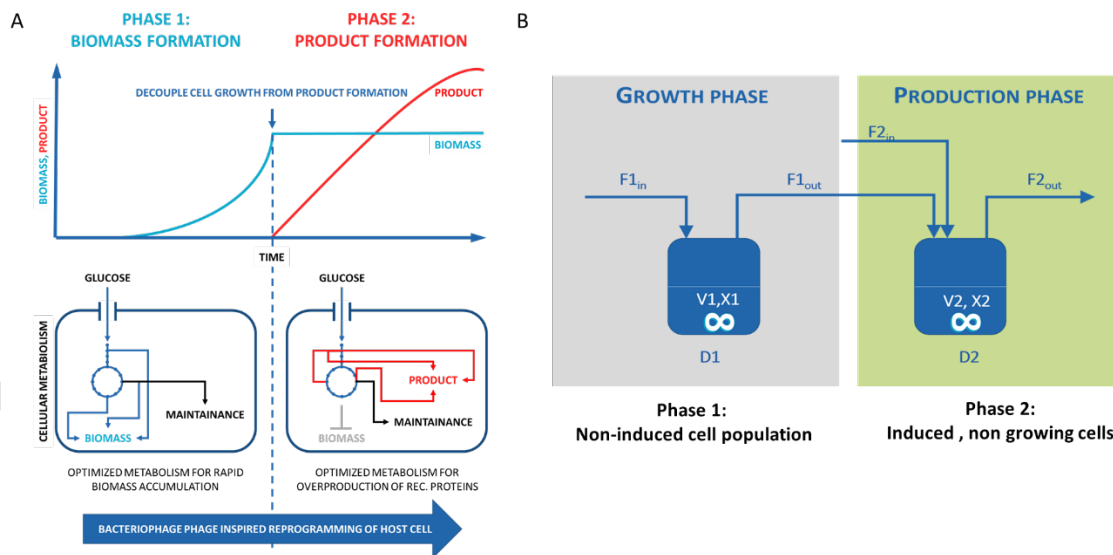 A
PHASE 1:
BIOMASS FORMATION
PHASE 2:
PRODUCT FORMATION
BIOMASS, PRODUCT
DECOUPLE CELL GROWTH FROM PRODUCT FORMATION
PRODUCT
BIOMASS
TIME
CELLULAR METABIOLISM
GLUCOSE
MAINTAINANCE
BIOMASS
GLUCOSE
PRODUCT
MAINTAINANCE
BIOMASS
OPTIMIZED METABOLISM FOR RAPID
BIOMASS ACCUMULATION
OPTIMIZED METABOLISM FOR
OVERPRODUCTION OF REC. PROTEINS
BACTERIOPHAGE PHAGE INSPIRED REPROGRAMMING OF HOST CELL
B
GROWTH PHASE
F1in
F1out
V1,X1
D1
PRODUCTION PHASE
F2in
F2out
V2, X2
D2
Phase 1:
Non-induced cell population
Phase 2:
Induced , non growing cells